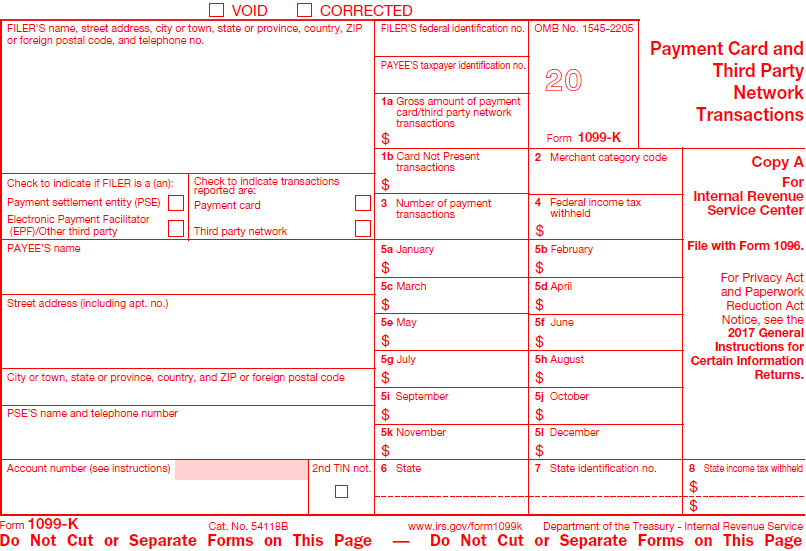 VOID
CORRECTED
FILER'S name, street address, city or town, state or province, country, ZIP
or foreign postal code, and telephone no.
FILER'S federal identification no.
OMB No. 1545-2205
PAYEE'S taxpayer identification no.
20
Form 1099-K
Payment Card and
Third Party
Network
Transactions
1a Gross amount of payment
card/third party network
transactions
$
1b Card Not Present
transactions
$
2 Merchant category code
Copy A
For
Internal Revenue
Service Center
File with Form 1096.
For Privacy Act
and Paperwork
Reduction Act
Notice, see the
2017 General
Instructions for
Certain Information
Returns.
Check to indicate if FILER is a (an):
Payment settlement entity (PSE)
Electronic Payment Facilitator
(EPF)/Other third party
Check to indicate transactions
reported are:
Payment card
Third party network
3 Number of payment
transactions
4 Federal income tax
withheld
$
PAYEE'S name
5a January
$
5b February
$
5c March
$
5d April
$
Street address (including apt. no.)
5e May
$
5f June
$
5g July
$
5h August
$
City or town, state or province, country, and ZIP or foreign postal code
5i September
$
5j October
$
PSE'S name and telephone number
5k November
$
5l December
$
Account number (see instructions)
2nd TIN not.
6 State
7 State identification no.
8 State income tax withheld
$
$
Form 1099-K
Cat. No. 54118B
www.irs.gov/form1099k
Department of the Treasury - Internal Revenue Service
Do Not Cut or Separate Forms on This Page — Do Not Cut or Separate Forms on This Page